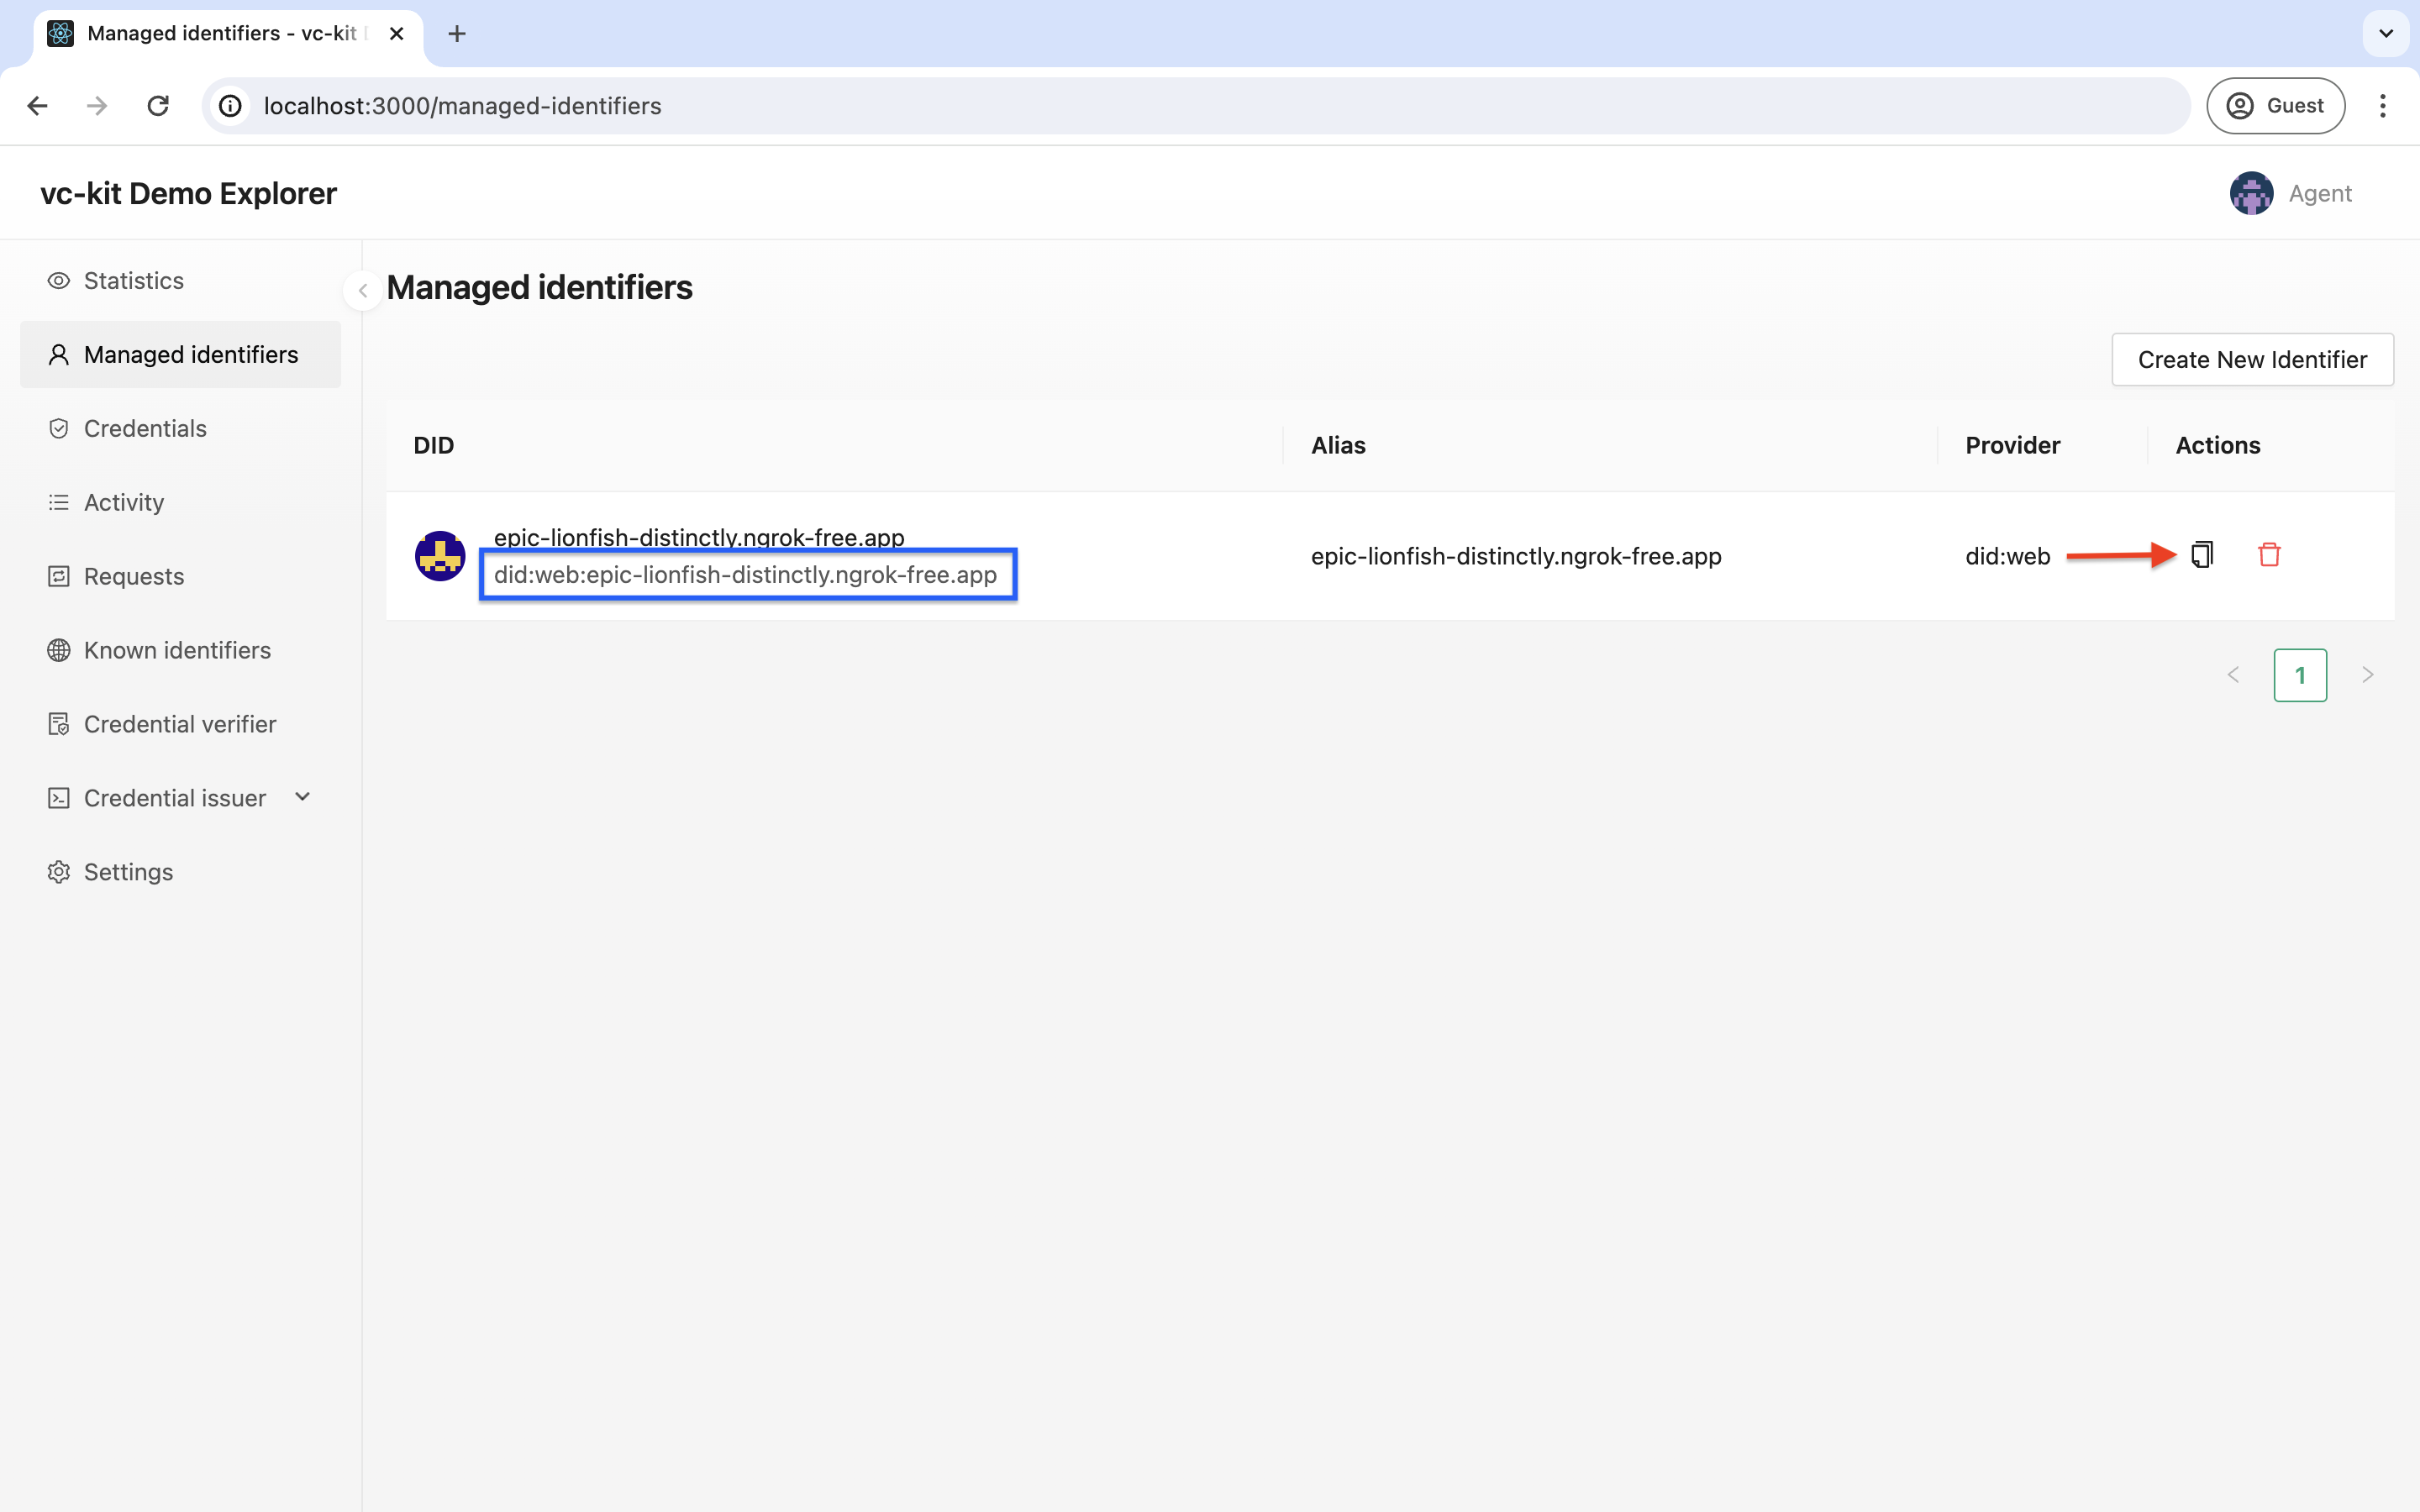 Managed identifiers - vc-kit
localhost:3000/managed-identifiers
Guest
vc-kit Demo Explorer
Agent
Statistics
Managed identifiers
Credentials
Activity
Requests
Known identifiers
Credential verifier
Credential issuer
Settings
Managed identifiers
Create New Identifier
DID Alias Provider Actions
epic-lionfish-distinctly.ngrok-free.app
did:web:epic-lionfish-distinctly.ngrok-free.app
epic-lionfish-distinctly.ngrok-free.app
did:web
1